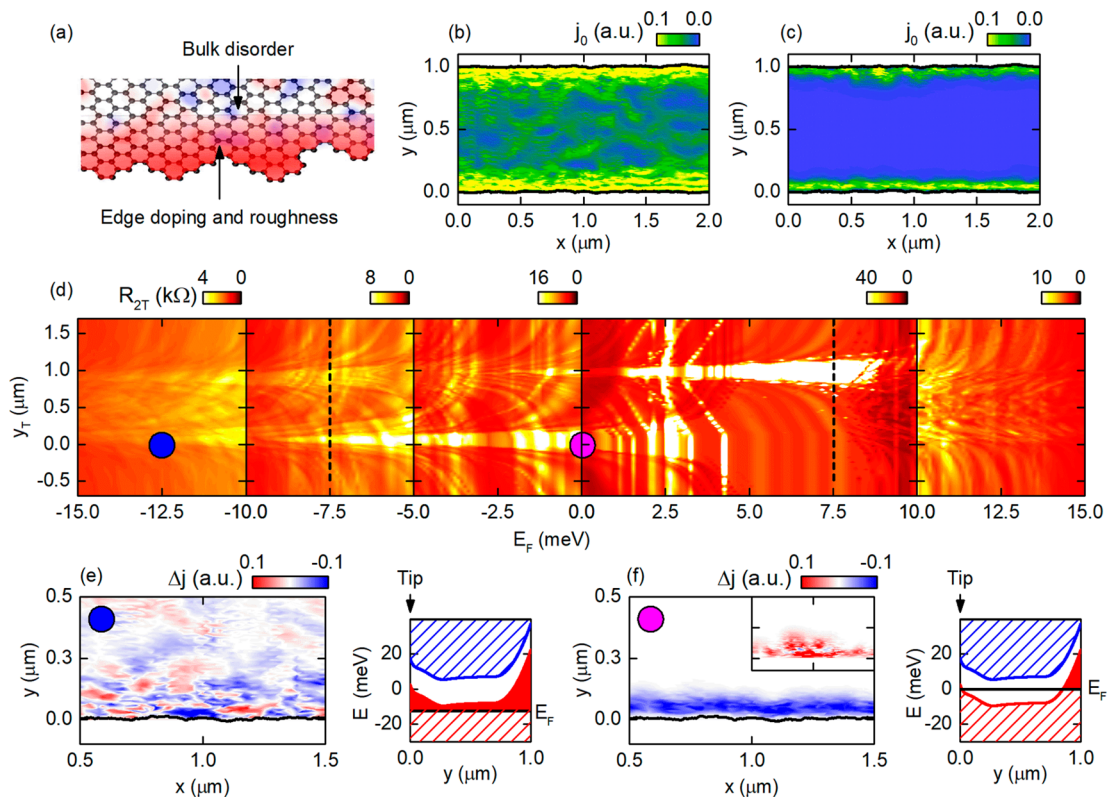 (a)
Bulk disorder
Edge doping and roughness
(b)
j0 (a.u.)
0.1 0.0
1.0
0.5
0.0
y (μm)
0.0 0.5 1.0 1.5 2.0
x (μm)
(c)
j0 (a.u.)
0.1 0.0
1.0
0.5
0.0
y (μm)
0.0 0.5 1.0 1.5 2.0
x (μm)
(d)
R2T (kΩ)
4 0
8 0
16 0
40 0
10 0
1.5
1.0
0.5
0.0
-0.5
yT (μm)
-15.0 -12.5 -10.0 -7.5 -5.0 -2.5 0.0 2.5 5.0 7.5 10.0 12.5 15.0
EF (meV)
(e)
Δj (a.u.)
0.1 -0.1
0.5
0.3
0.0
y (μm)
0.5 1.0 1.5
x (μm)
Tip
20
0
-20
E (meV)
EF
0.0 1.0
y (μm)
(f)
Δj (a.u.)
0.1 -0.1
0.5
0.3
0.0
y (μm)
0.5 1.0 1.5
x (μm)
Tip
20
0
-20
E (meV)
EF
0.0 1.0
y (μm)